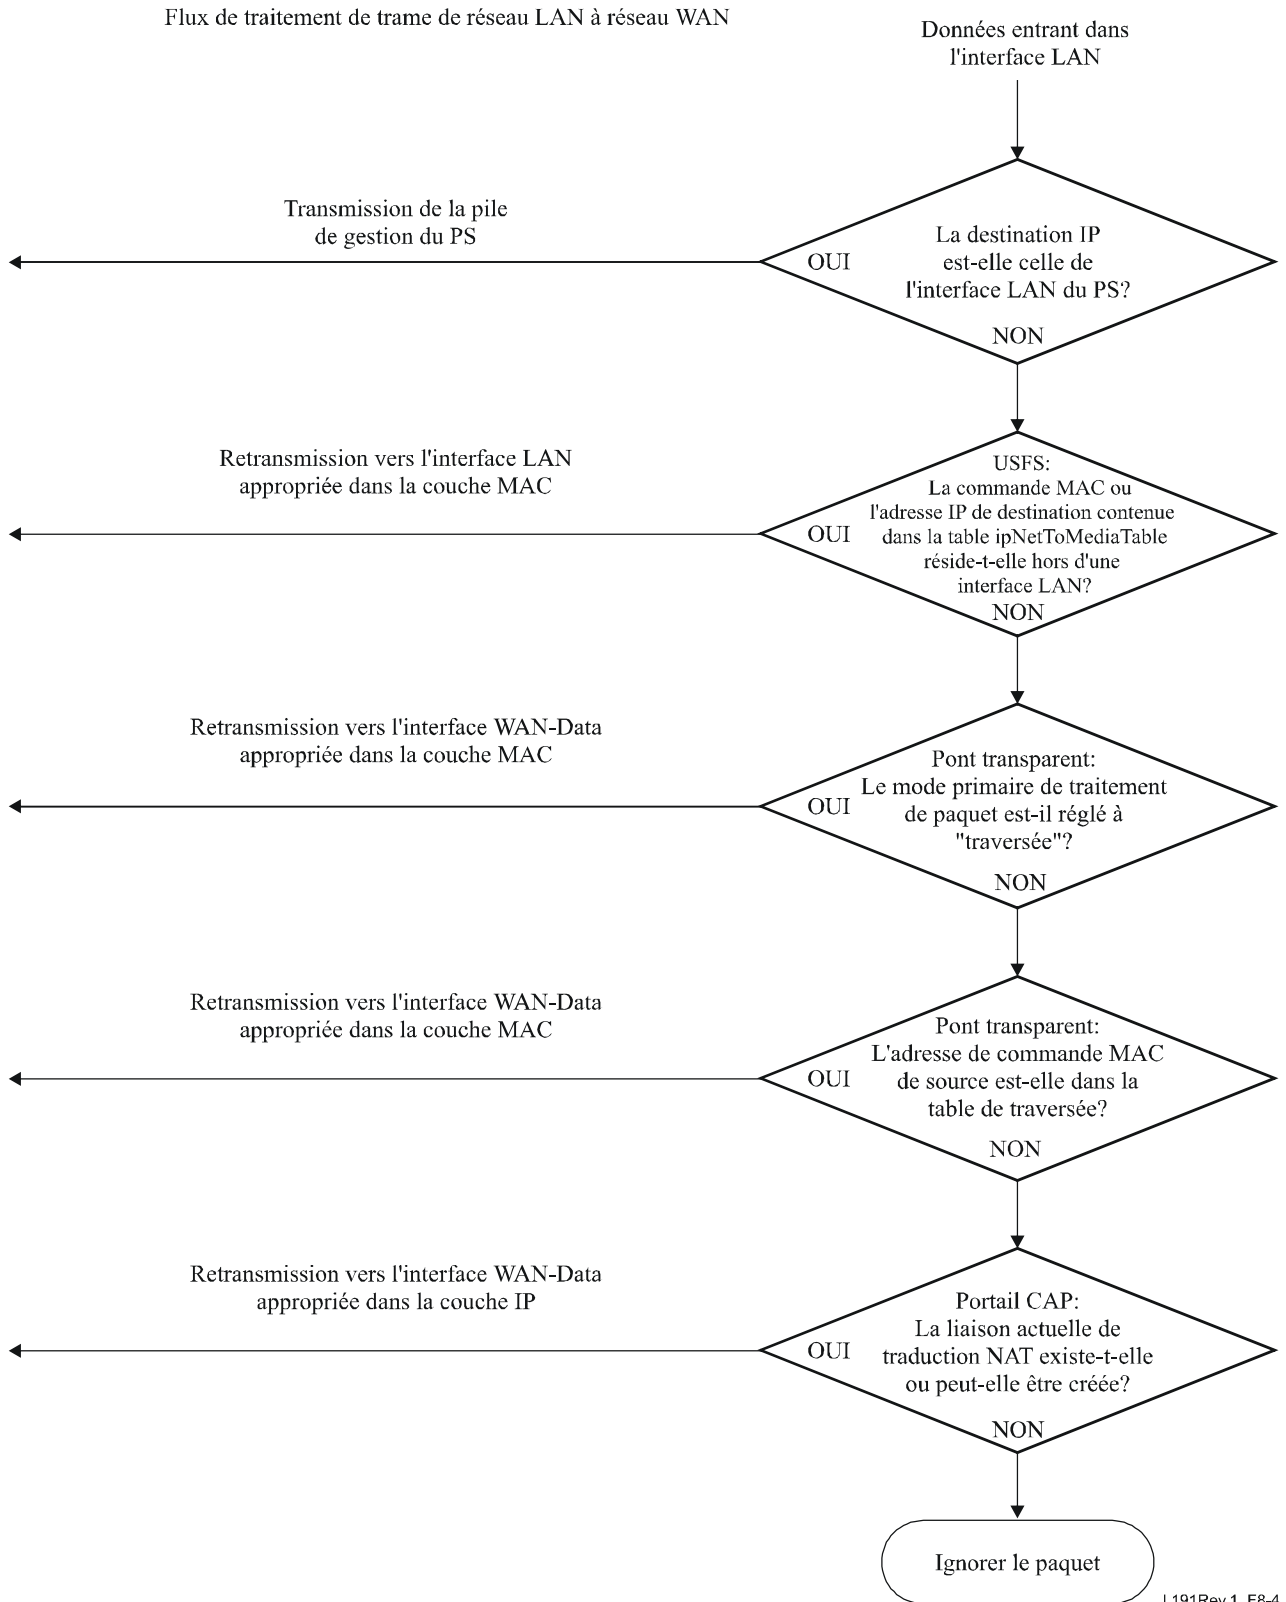 Flux de traitement de trame de réseau LAN à réseau WAN
Données entrant dans
l'interface LAN
Transmission de la pile
de gestion du PS
OUI
La destination IP
est-elle celle de
l'interface LAN du PS?
NON
Retransmission vers l'interface LAN
appropriée dans la couche MAC
OUI
USFS:
La commande MAC ou
l'adresse IP de destination contenue
dans la table ipNetToMediaTable
réside-t-elle hors d'une
interface LAN?
NON
Retransmission vers l'interface WAN-Data
appropriée dans la couche MAC
OUI
Pont transparent:
Le mode primaire de traitement
de paquet est-il réglé à
"traversée"?
NON
Retransmission vers l'interface WAN-Data
appropriée dans la couche MAC
OUI
Pont transparent:
L'adresse de commande MAC
de source est-elle dans la
table de traversée?
NON
Retransmission vers l'interface WAN-Data
appropriée dans la couche IP
OUI
Portail CAP:
La liaison actuelle de
traduction NAT existe-t-elle
ou peut-elle être créée?
NON
Ignorer le paquet
J.191Rev.1_F8-4